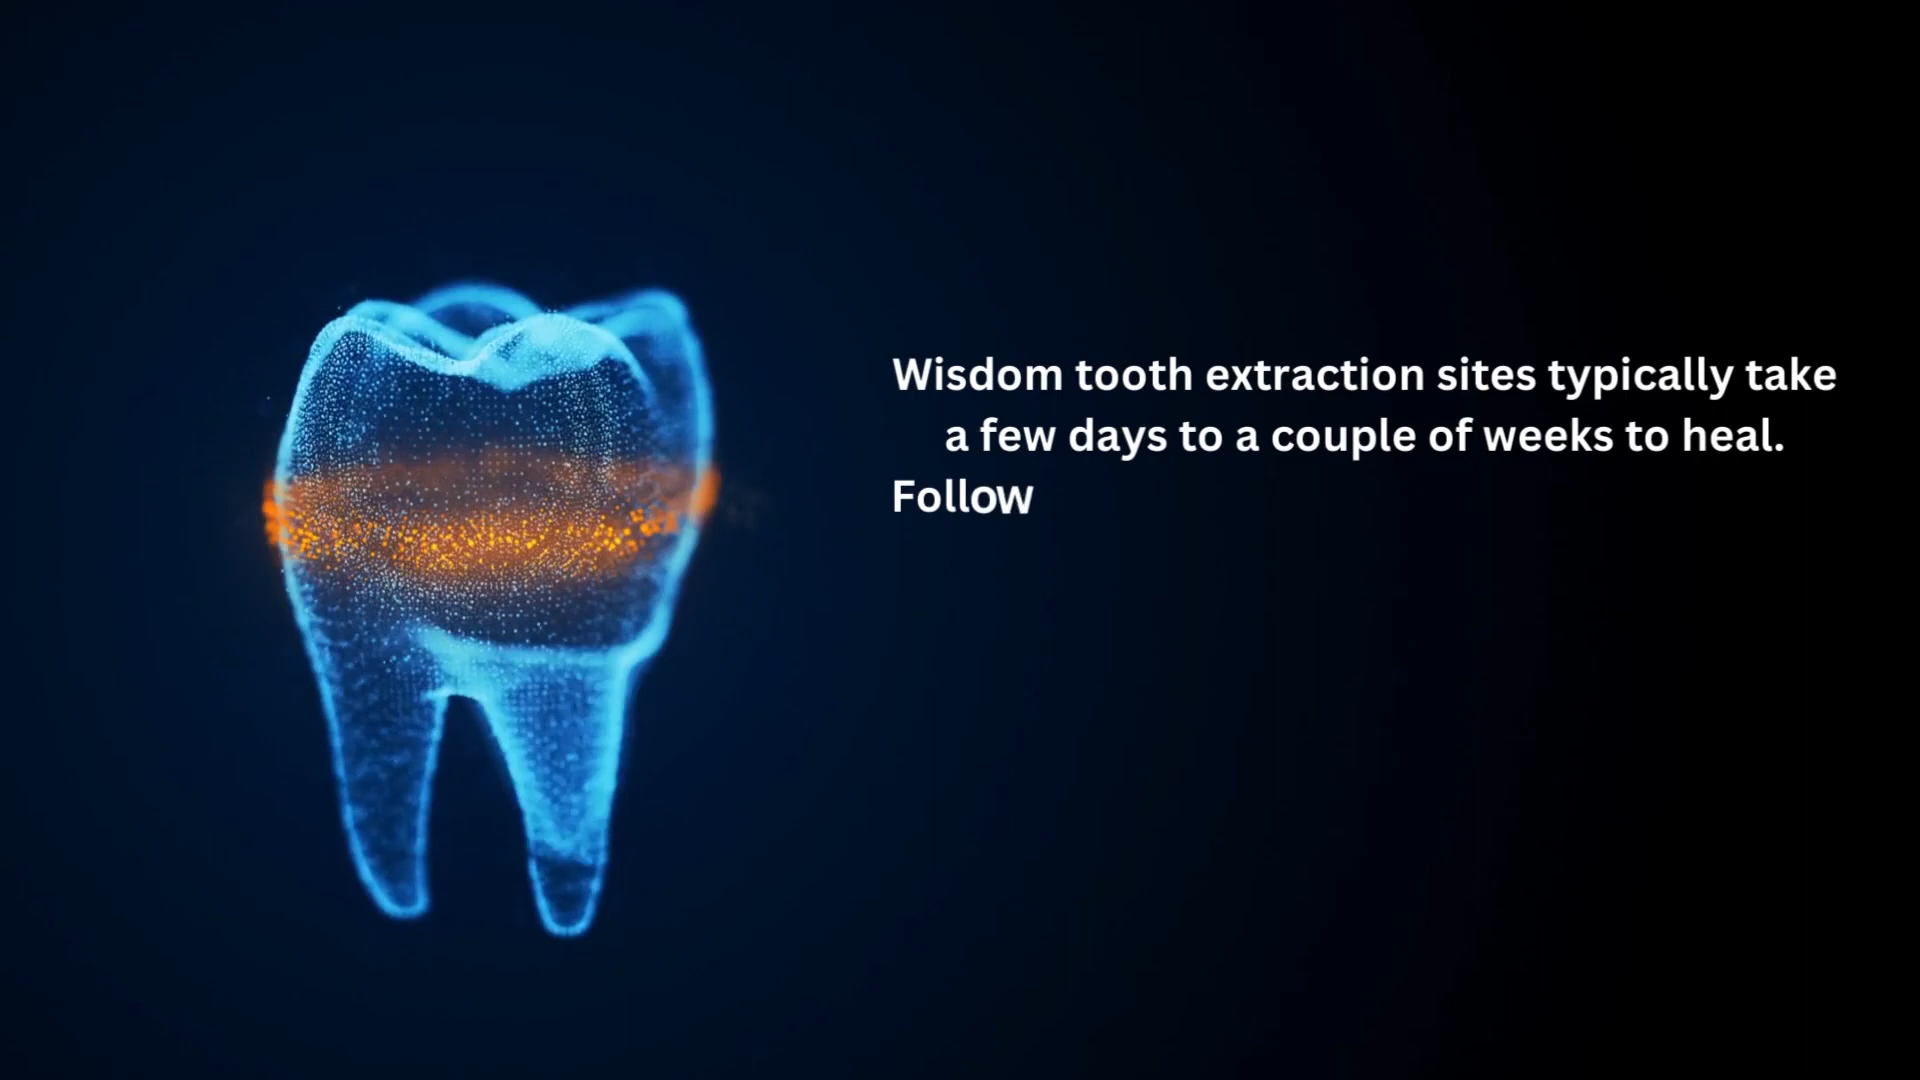 Wisdom tooth extraction sites typically take
a few days to a couple of weeks to heal.
Follow